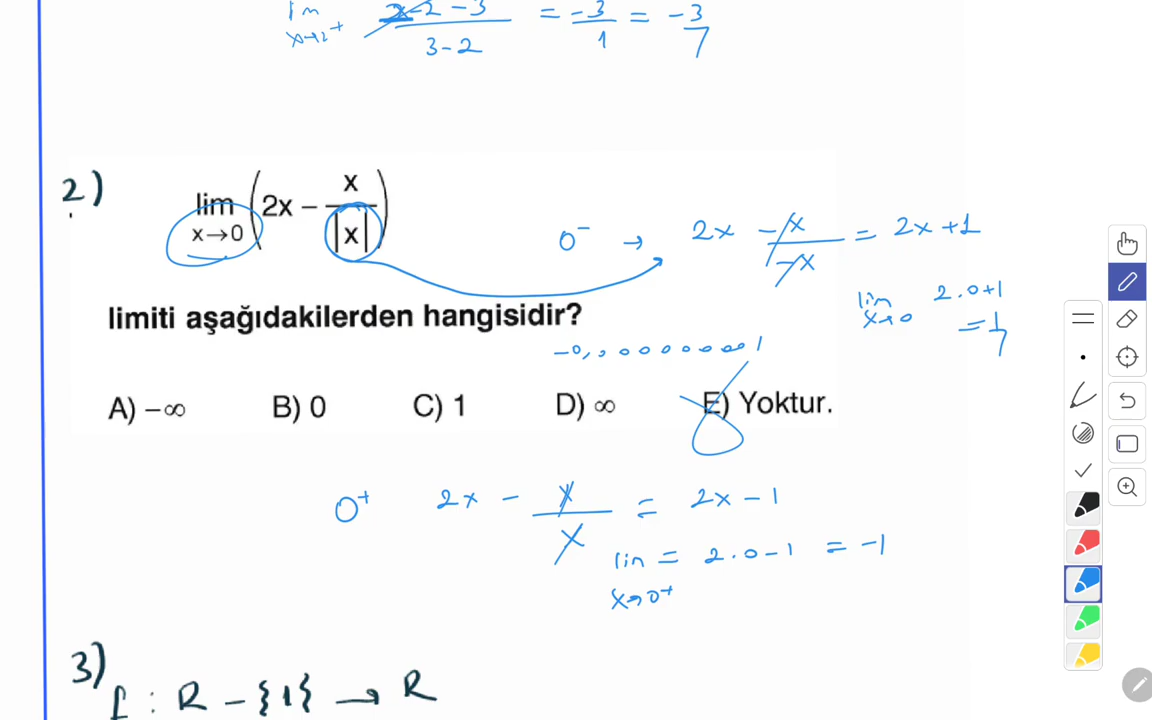 lim x→2⁺ x-2-3 / 3-2 = -3/1 = -3
2)
lim x→0 (2x − x/|x|)
0⁻ → 2x - x/-x = 2x+1
limiti aşağıdakilerden hangisidir?
lim x→0 2.0+1
=1
-0,000000001
A) −∞ B) 0 C) 1 D) ∞ E) Yoktur.
0⁺ 2x - x/x = 2x-1
lim x→0⁺ = 2.0-1 = -1
3)
f : R - {1} → R